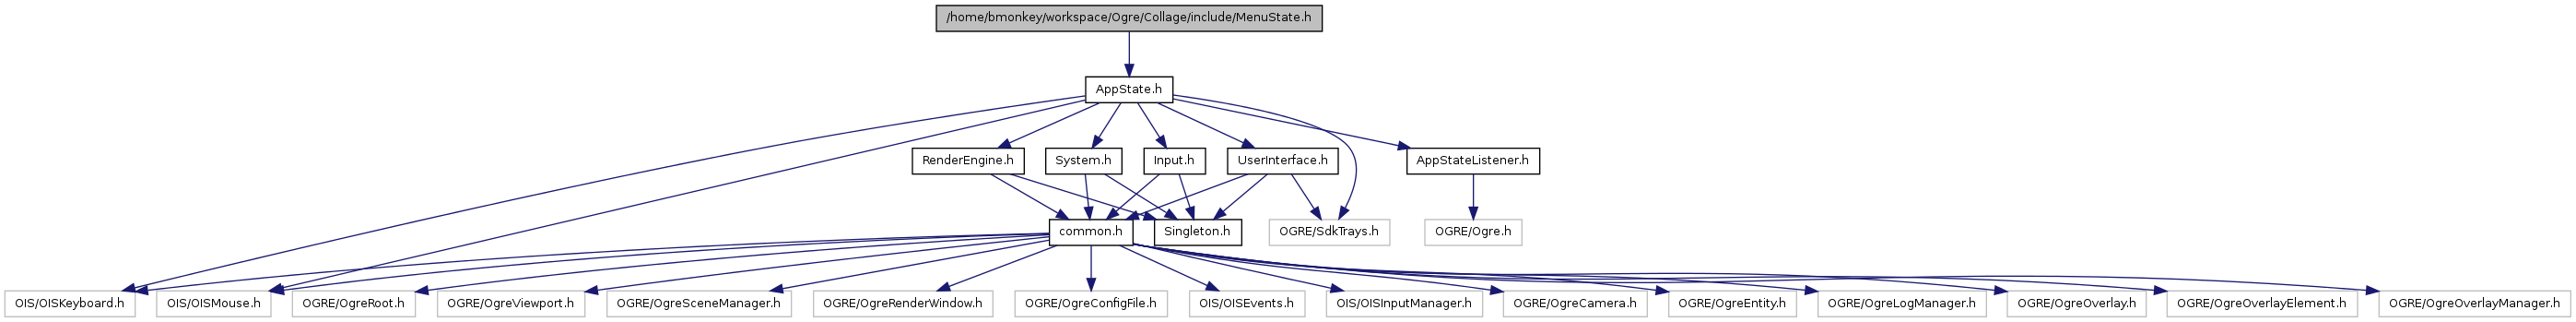 /home/bmonkey/workspace/Ogre/Collage/include/MenuState.h
AppState.h
RenderEngine.h
System.h
Input.h
UserInterface.h
AppStateListener.h
common.h
Singleton.h
OGRE/SdkTrays.h
OGRE/Ogre.h
OIS/OISKeyboard.h
OIS/OISMouse.h
OGRE/OgreRoot.h
OGRE/OgreViewport.h
OGRE/OgreSceneManager.h
OGRE/OgreRenderWindow.h
OGRE/OgreConfigFile.h
OIS/OISEvents.h
OIS/OISInputManager.h
OGRE/OgreCamera.h
OGRE/OgreEntity.h
OGRE/OgreLogManager.h
OGRE/OgreOverlay.h
OGRE/OgreOverlayElement.h
OGRE/OgreOverlayManager.h